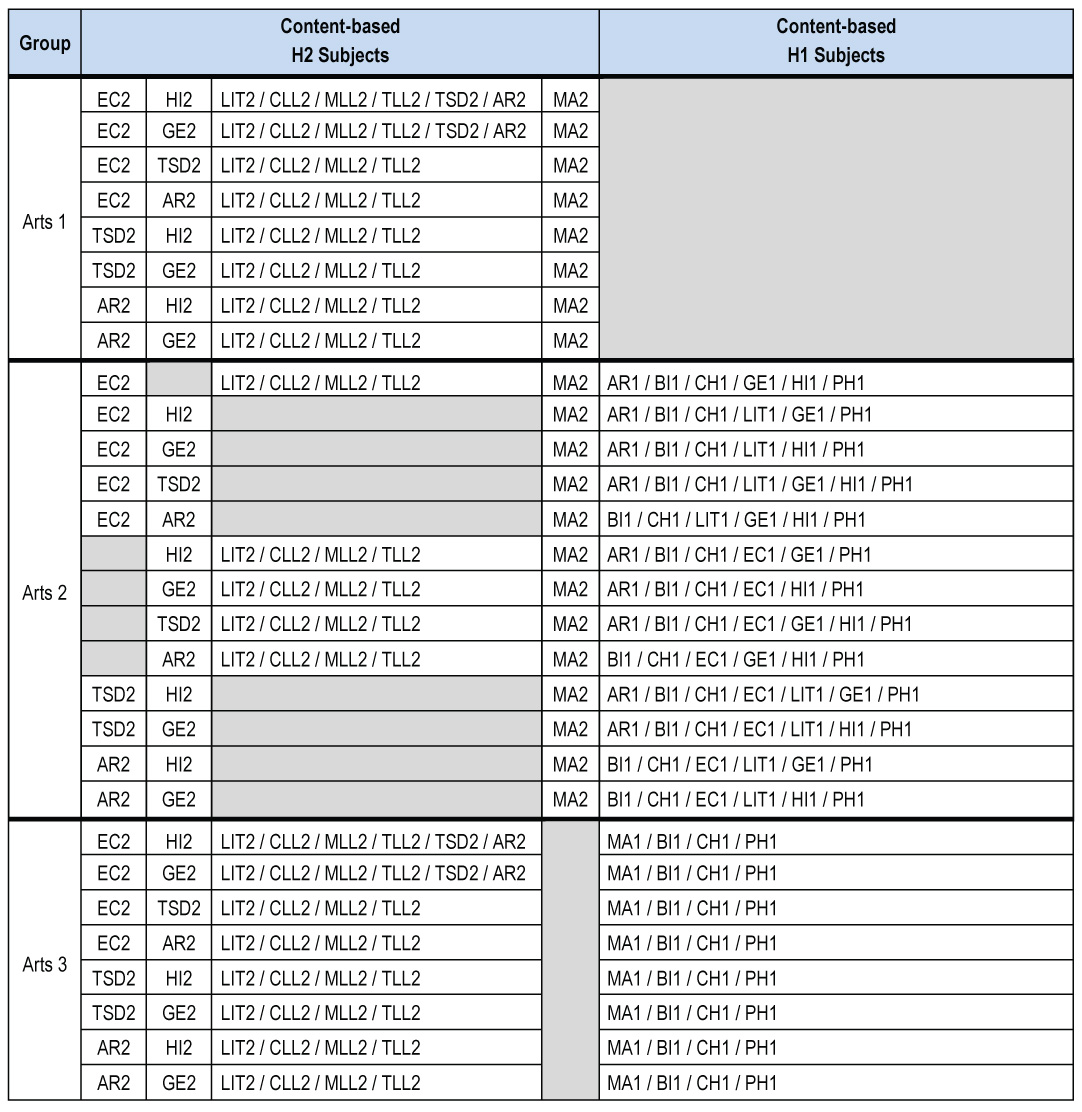 Group
Content-based
H2 Subjects
Content-based
H1 Subjects
Arts 1
EC2 HI2 LIT2 / CLL2 / MLL2 / TLL2 / TSD2 / AR2 MA2
EC2 GE2 LIT2 / CLL2 / MLL2 / TLL2 / TSD2 / AR2 MA2
EC2 TSD2 LIT2 / CLL2 / MLL2 / TLL2 MA2
EC2 AR2 LIT2 / CLL2 / MLL2 / TLL2 MA2
TSD2 HI2 LIT2 / CLL2 / MLL2 / TLL2 MA2
TSD2 GE2 LIT2 / CLL2 / MLL2 / TLL2 MA2
AR2 HI2 LIT2 / CLL2 / MLL2 / TLL2 MA2
AR2 GE2 LIT2 / CLL2 / MLL2 / TLL2 MA2
Arts 2
EC2 LIT2 / CLL2 / MLL2 / TLL2 MA2 AR1 / BI1 / CH1 / GE1 / HI1 / PH1
EC2 HI2 MA2 AR1 / BI1 / CH1 / LIT1 / GE1 / PH1
EC2 GE2 MA2 AR1 / BI1 / CH1 / LIT1 / HI1 / PH1
EC2 TSD2 MA2 AR1 / BI1 / CH1 / LIT1 / GE1 / HI1 / PH1
EC2 AR2 MA2 BI1 / CH1 / LIT1 / GE1 / HI1 / PH1
HI2 LIT2 / CLL2 / MLL2 / TLL2 MA2 AR1 / BI1 / CH1 / EC1 / GE1 / PH1
GE2 LIT2 / CLL2 / MLL2 / TLL2 MA2 AR1 / BI1 / CH1 / EC1 / HI1 / PH1
TSD2 LIT2 / CLL2 / MLL2 / TLL2 MA2 AR1 / BI1 / CH1 / EC1 / GE1 / HI1 / PH1
AR2 LIT2 / CLL2 / MLL2 / TLL2 MA2 BI1 / CH1 / EC1 / GE1 / HI1 / PH1
TSD2 HI2 MA2 AR1 / BI1 / CH1 / EC1 / LIT1 / GE1 / PH1
TSD2 GE2 MA2 AR1 / BI1 / CH1 / EC1 / LIT1 / HI1 / PH1
AR2 HI2 MA2 BI1 / CH1 / EC1 / LIT1 / GE1 / PH1
AR2 GE2 MA2 BI1 / CH1 / EC1 / LIT1 / HI1 / PH1
Arts 3
EC2 HI2 LIT2 / CLL2 / MLL2 / TLL2 / TSD2 / AR2 MA1 / BI1 / CH1 / PH1
EC2 GE2 LIT2 / CLL2 / MLL2 / TLL2 / TSD2 / AR2 MA1 / BI1 / CH1 / PH1
EC2 TSD2 LIT2 / CLL2 / MLL2 / TLL2 MA1 / BI1 / CH1 / PH1
EC2 AR2 LIT2 / CLL2 / MLL2 / TLL2 MA1 / BI1 / CH1 / PH1
TSD2 HI2 LIT2 / CLL2 / MLL2 / TLL2 MA1 / BI1 / CH1 / PH1
TSD2 GE2 LIT2 / CLL2 / MLL2 / TLL2 MA1 / BI1 / CH1 / PH1
AR2 HI2 LIT2 / CLL2 / MLL2 / TLL2 MA1 / BI1 / CH1 / PH1
AR2 GE2 LIT2 / CLL2 / MLL2 / TLL2 MA1 / BI1 / CH1 / PH1